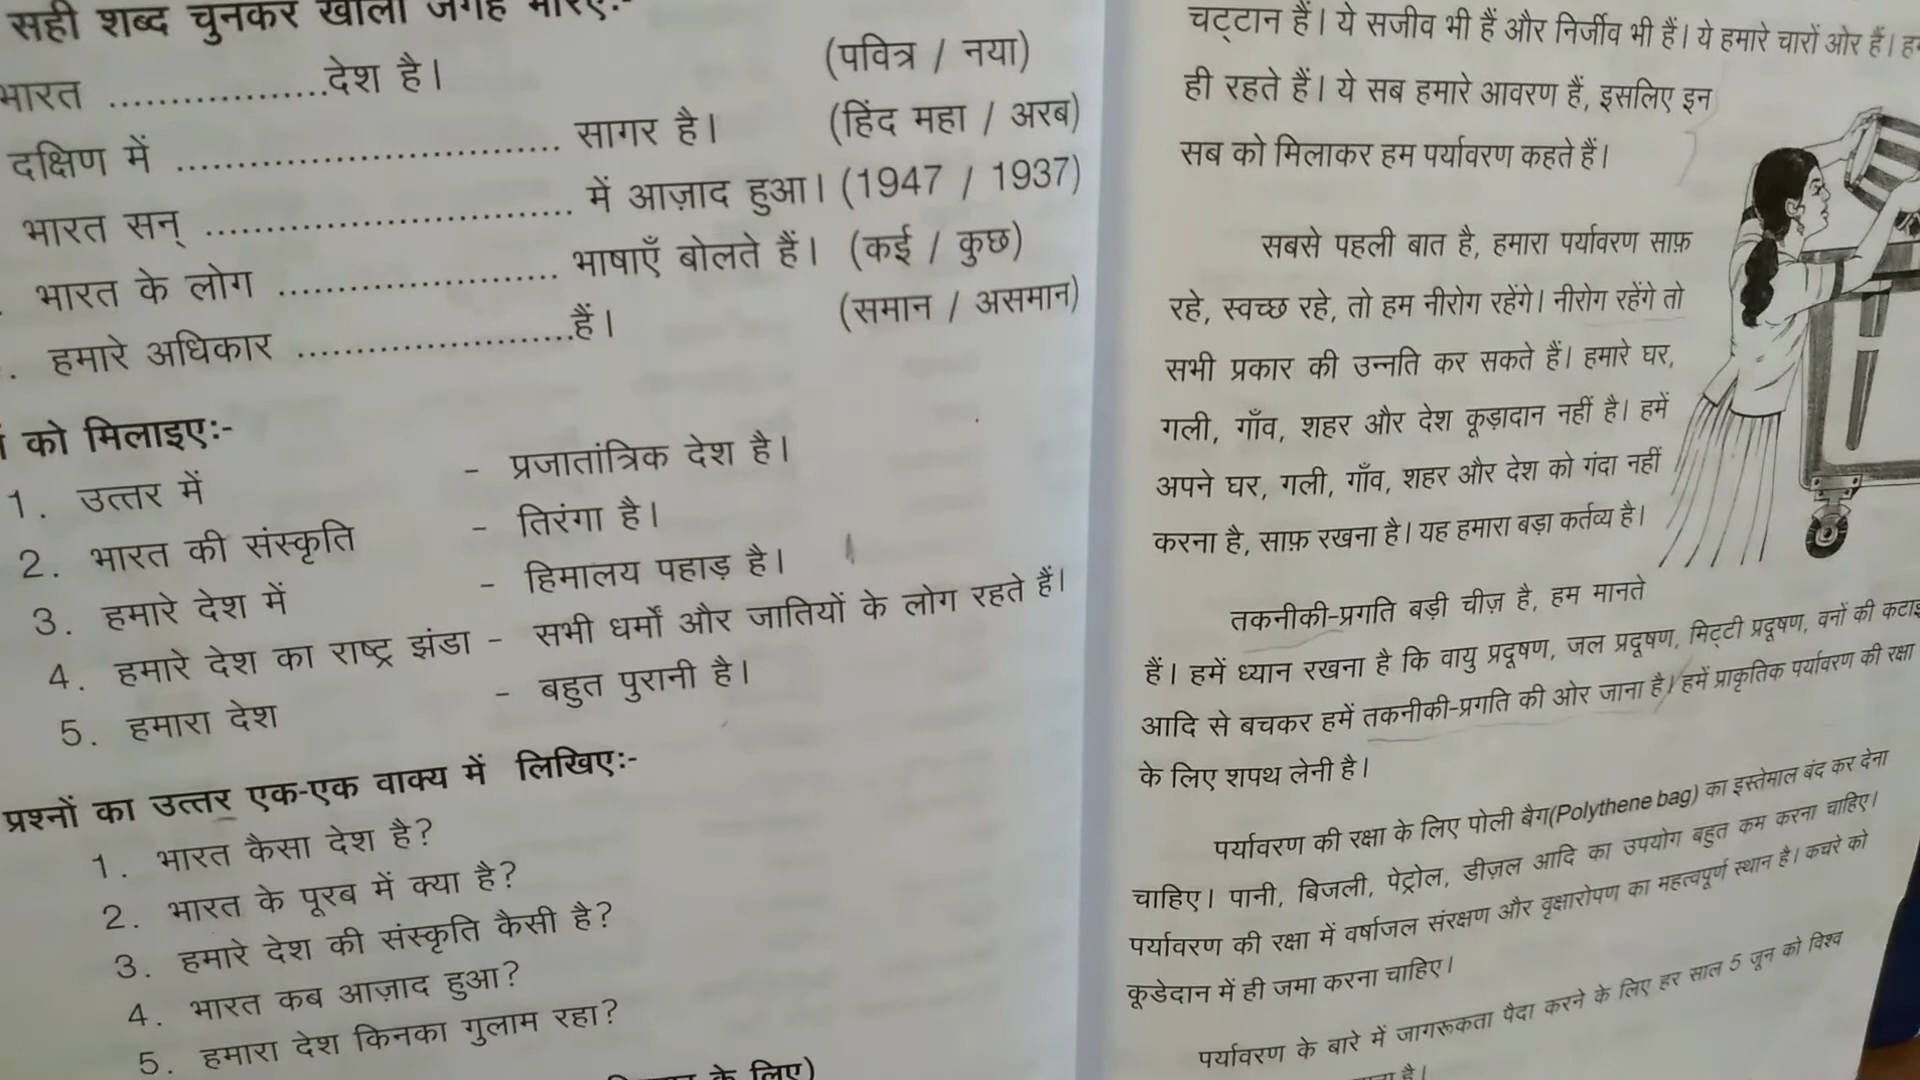 सही शब्द चुनकर खाली जगह भरिए:-
भारत ..................देश है। (पवित्र / नया)
दक्षिण में ................................ सागर है। (हिंद महा / अरब)
भारत सन् ............................... में आज़ाद हुआ। (1947 / 1937)
भारत के लोग ....................... भाषाएँ बोलते हैं। (कई / कुछ)
हमारे अधिकार .......................हैं। (समान / असमान)
को मिलाइए:-
1. उत्तर में - प्रजातांत्रिक देश है।
2. भारत की संस्कृति - तिरंगा है।
3. हमारे देश में - हिमालय पहाड़ है।
4. हमारे देश का राष्ट्र झंडा - सभी धर्मों और जातियों के लोग रहते हैं।
5. हमारा देश - बहुत पुरानी है।
प्रश्नों का उत्तर एक-एक वाक्य में लिखिए:-
1. भारत कैसा देश है?
2. भारत के पूरब में क्या है?
3. हमारे देश की संस्कृति कैसी है?
4. भारत कब आज़ाद हुआ?
5. हमारा देश किनका गुलाम रहा?
के लिए)
चट्टान हैं। ये सजीव भी हैं और निर्जीव भी हैं। ये हमारे चारों ओर हैं।
ही रहते हैं। ये सब हमारे आवरण हैं, इसलिए इन
सब को मिलाकर हम पर्यावरण कहते हैं।
सबसे पहली बात है, हमारा पर्यावरण साफ़
रहे, स्वच्छ रहे, तो हम नीरोग रहेंगे। नीरोग रहेंगे तो
सभी प्रकार की उन्नति कर सकते हैं। हमारे घर,
गली, गाँव, शहर और देश कूड़ादान नहीं है। हमें
अपने घर, गली, गाँव, शहर और देश को गंदा नहीं
करना है, साफ़ रखना है। यह हमारा बड़ा कर्तव्य है।
तकनीकी-प्रगति बड़ी चीज़ है, हम मानते
हैं। हमें ध्यान रखना है कि वायु प्रदूषण, जल प्रदूषण, मिट्टी प्रदूषण, वनों की कटाई
आदि से बचकर हमें तकनीकी-प्रगति की ओर जाना है। हमें प्राकृतिक पर्यावरण की रक्षा
के लिए शपथ लेनी है।
पर्यावरण की रक्षा के लिए पोली बैग(Polythene bag) का इस्तेमाल बंद कर देना
चाहिए। पानी, बिजली, पेट्रोल, डीज़ल आदि का उपयोग बहुत कम करना चाहिए।
पर्यावरण की रक्षा में वर्षाजल संरक्षण और वृक्षारोपण का महत्वपूर्ण स्थान है। कचरे को
कूडेदान में ही जमा करना चाहिए।
पर्यावरण के बारे में जागरूकता पैदा करने के लिए हर साल 5 जून को विश्व
है।